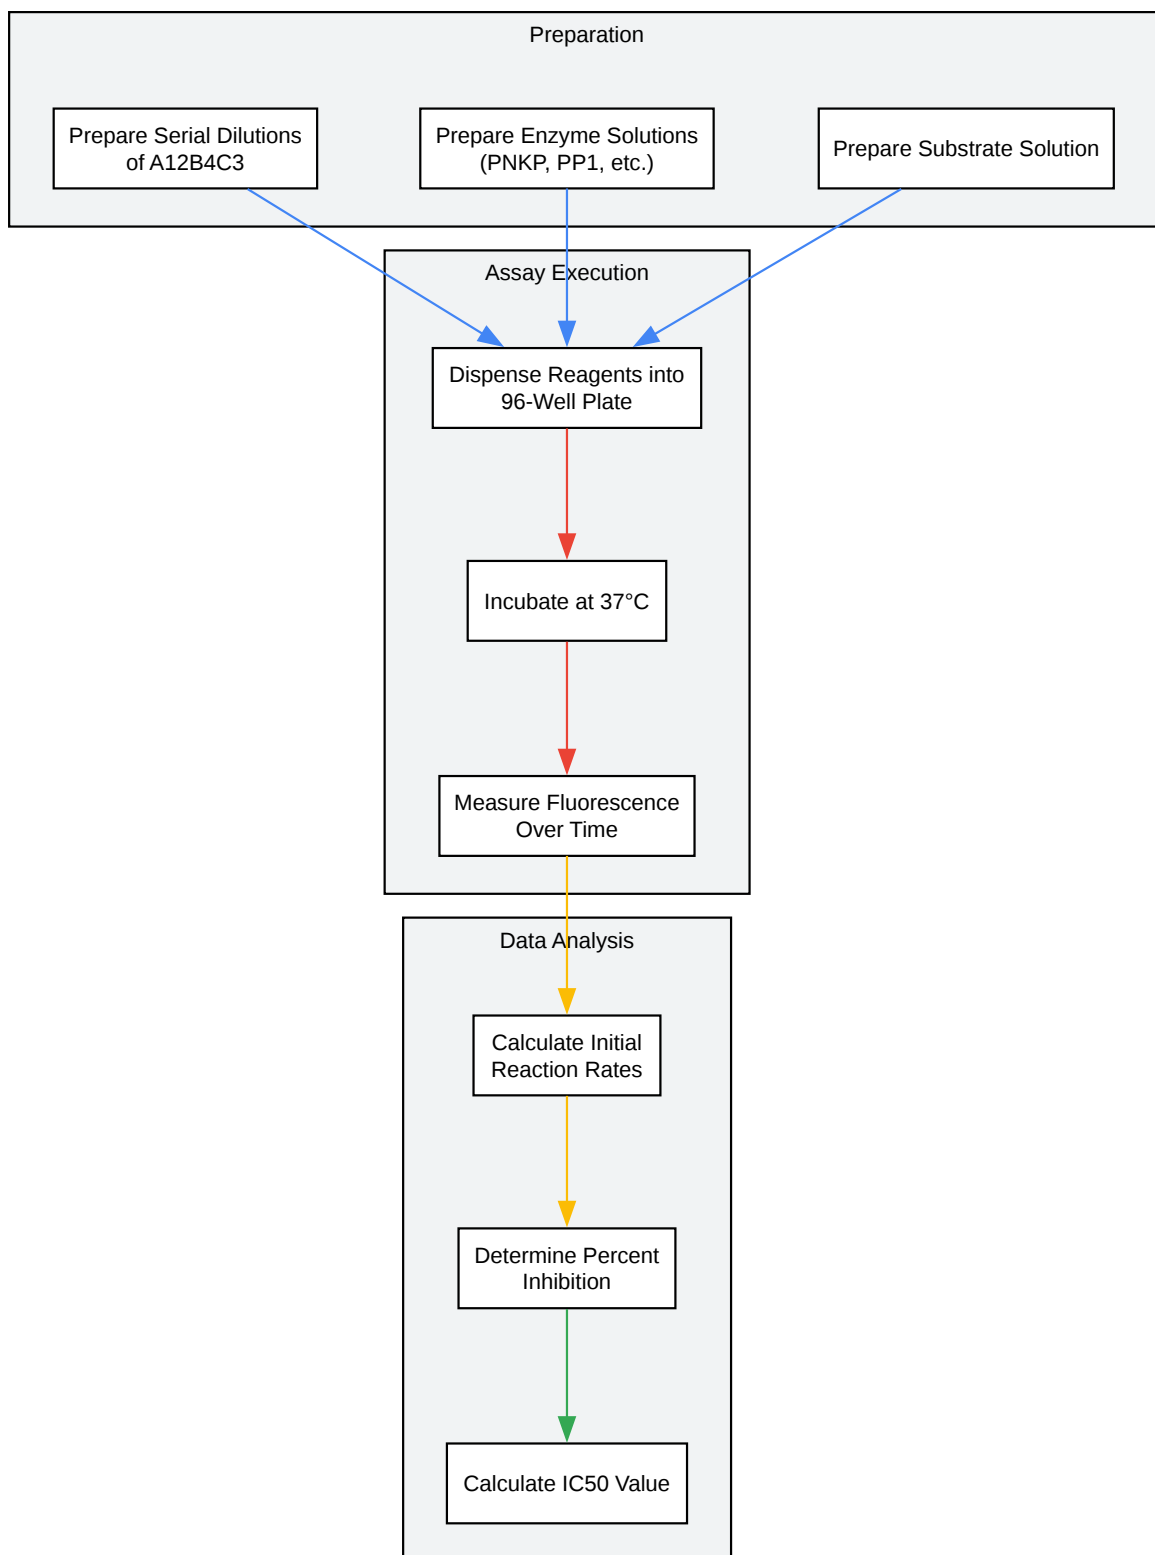 Preparation
Prepare Serial Dilutions
of A12B4C3
Prepare Enzyme Solutions
(PNKP, PP1, etc.)
Prepare Substrate Solution
Assay Execution
Dispense Reagents into
96-Well Plate
Incubate at 37°C
Measure Fluorescence
Over Time
Data Analysis
Calculate Initial
Reaction Rates
Determine Percent
Inhibition
Calculate IC50 Value